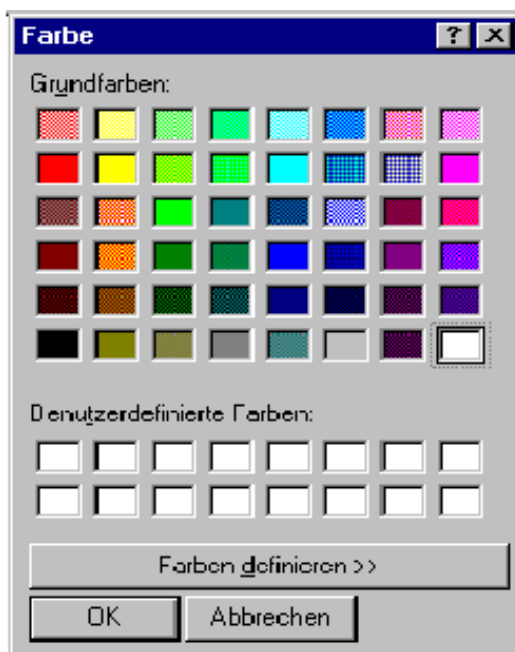 Farbe
Grundfarben:
Benutzerdefinierte Farben:
Farben definieren >>
OK Abbrechen